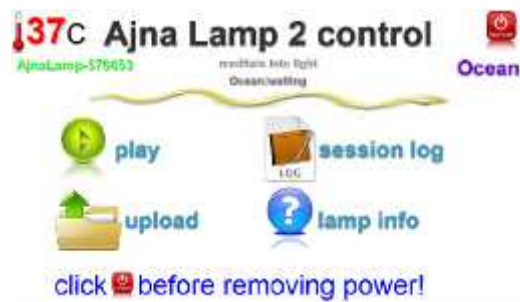 37C Ajna Lamp 2 control
AjnaLamp-576653
meditate into light
Ocean:waiting
Ocean
play
session log
LOG
upload
lamp info
click before removing power!